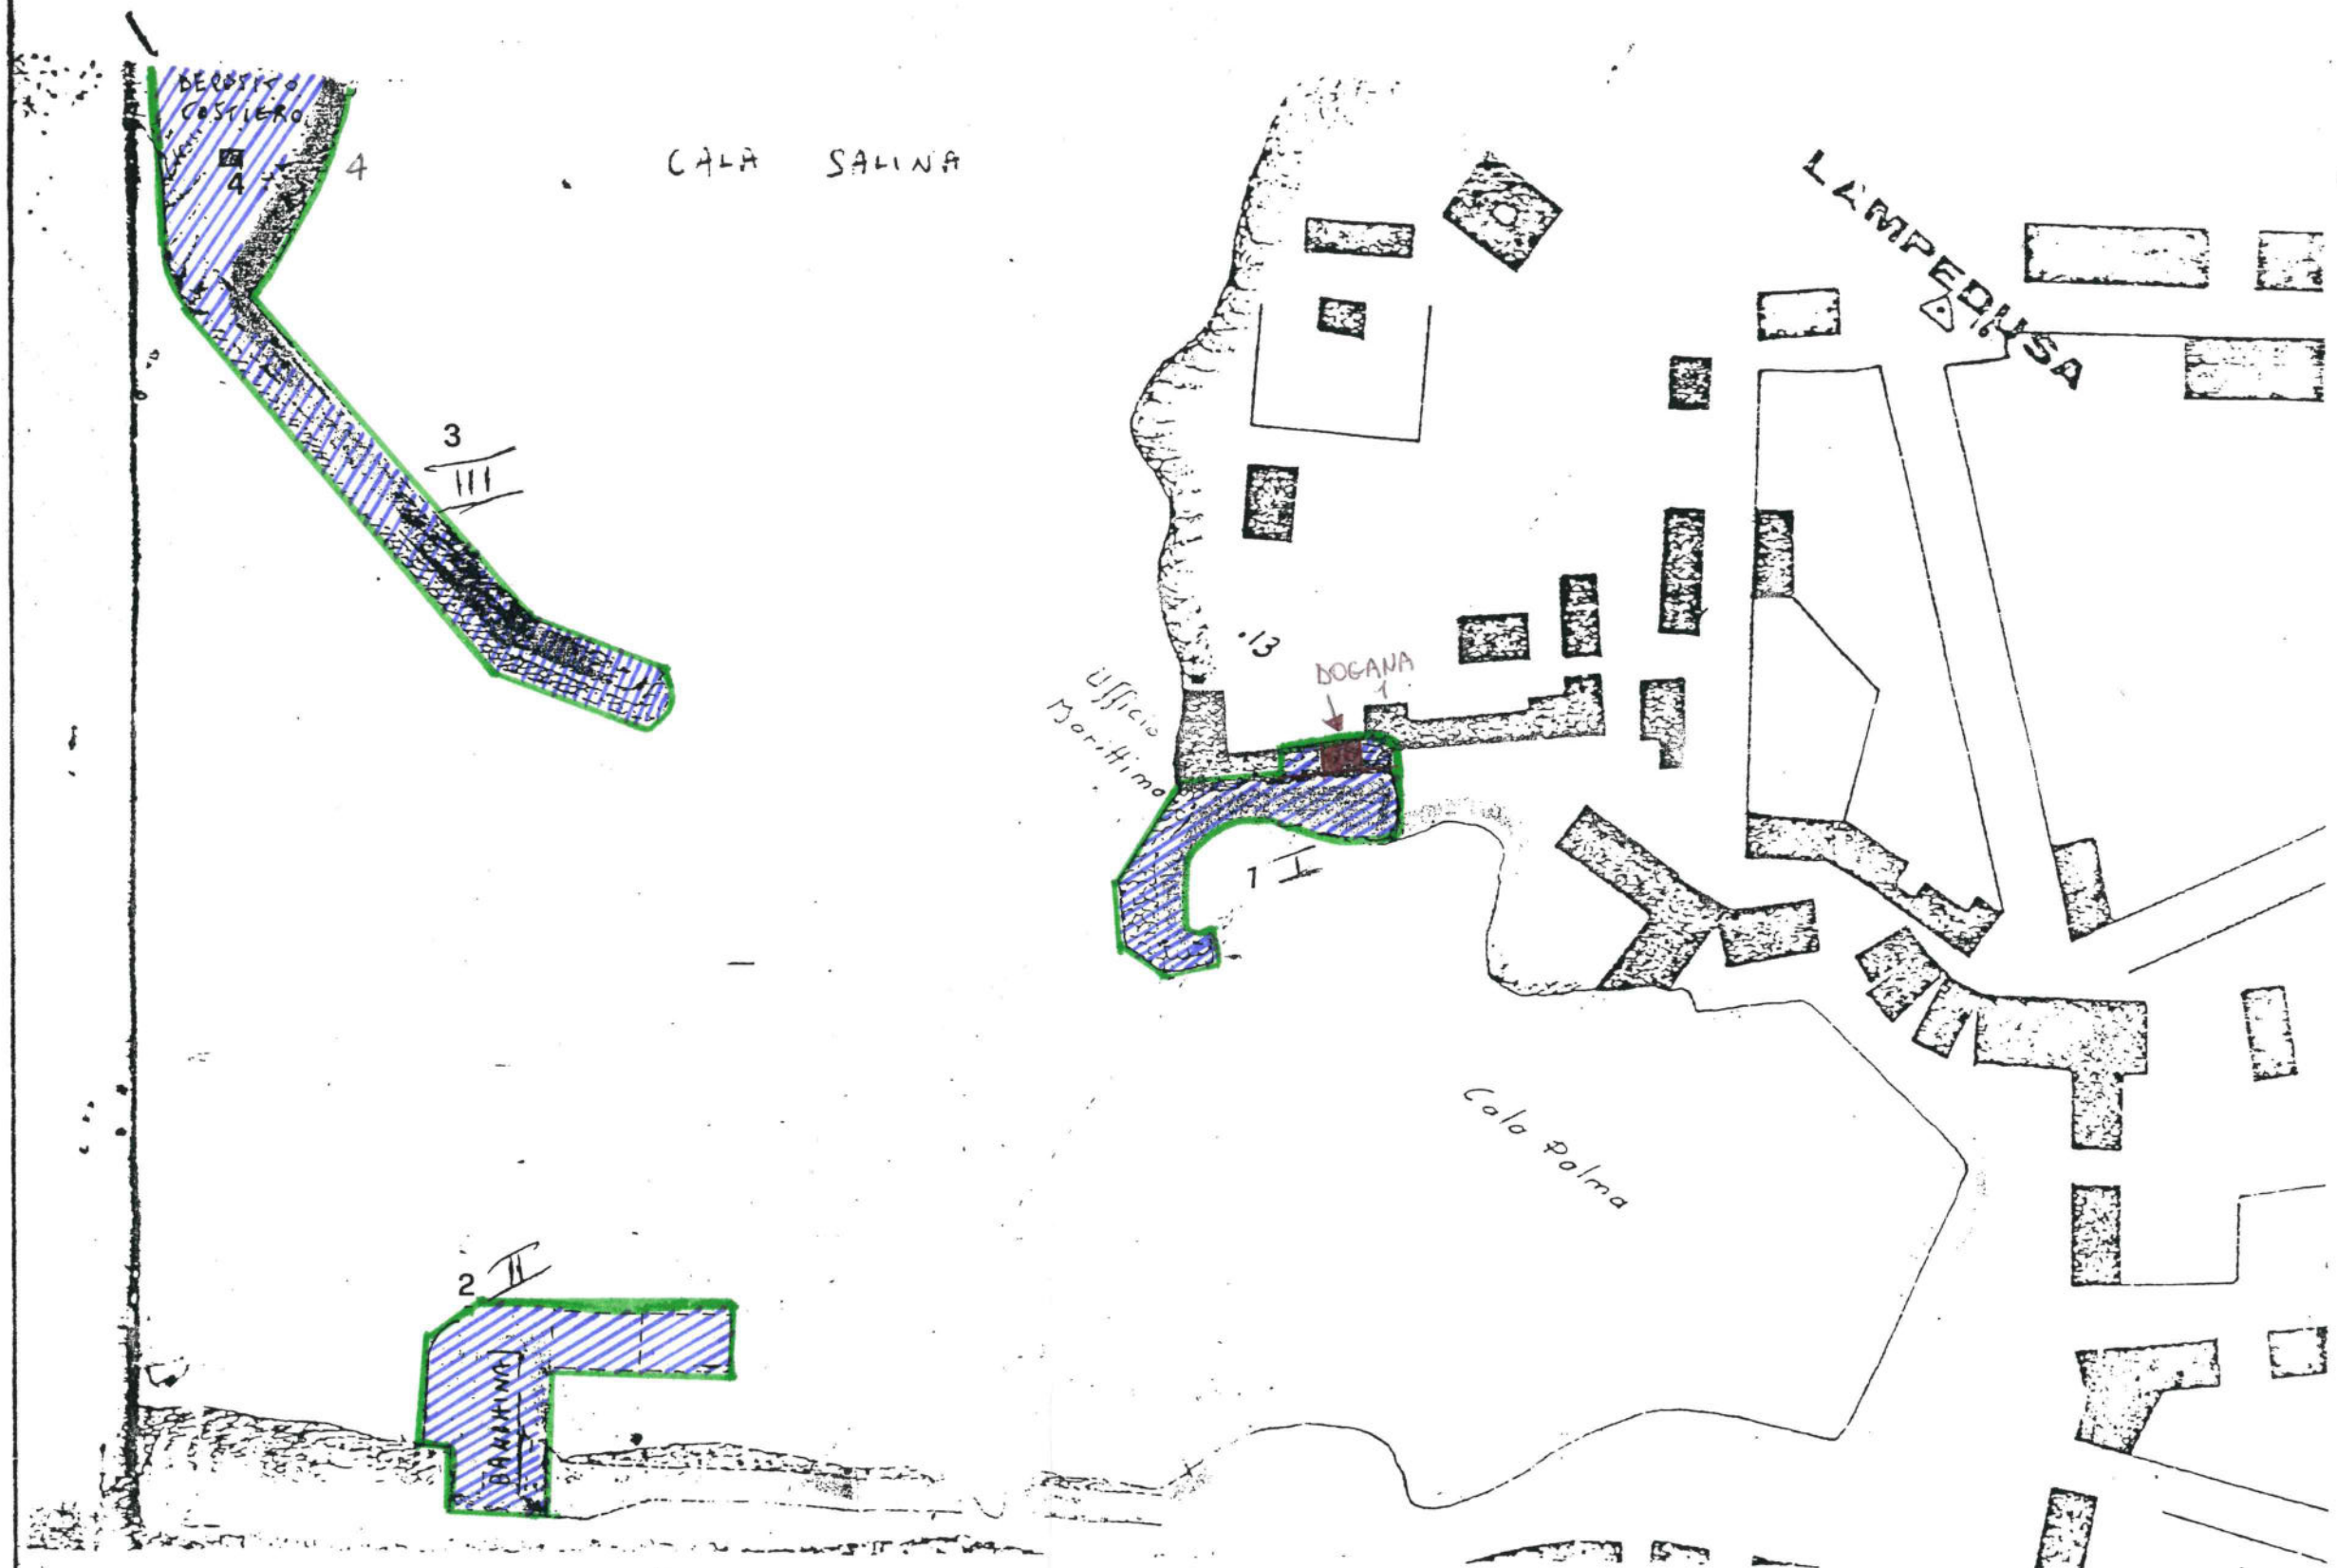 DEPOSITO
COSTIERO
4
4
CALA SALINA
LAMPEDUSA
16
3
III
.13
DOGANA
1
Ufficio
Marittimo
1 I
Cala Palma
2 II
BANCHINA